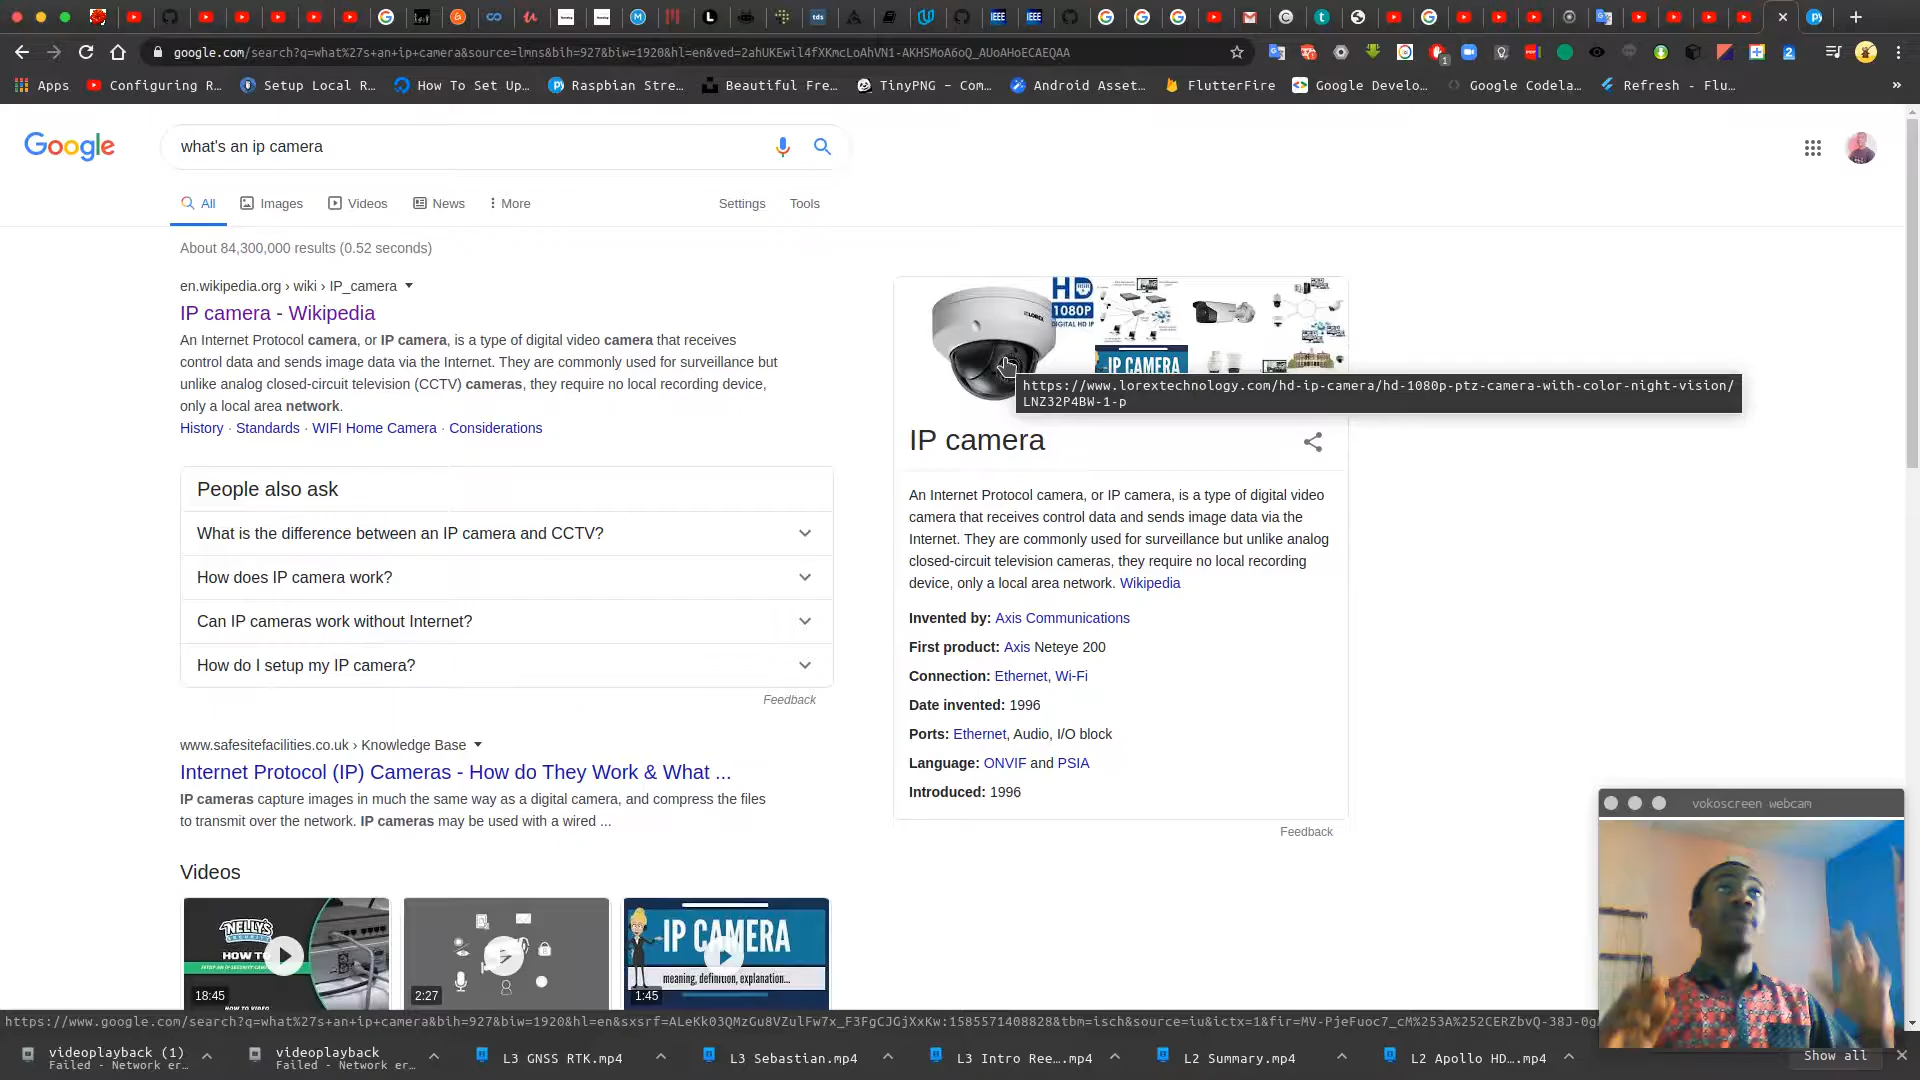 google.com/search?q=what%27s+an+ip+camera&source=lmns&bih=927&biw=1920&hl=en&ved=2ahUKEwil4fXKmcLoAhVN1-AKHSMoA6oQ_AUoAHoECAEQAA
Apps
Configuring R…
Setup Local R…
How To Set Up…
Raspbian Stre…
Beautiful Fre…
TinyPNG – Com…
Android Asset…
FlutterFire
Google Develo…
Google Codela…
Refresh - Flu…
Google
what's an ip camera
All
Images
Videos
News
More
Settings
Tools
About 84,300,000 results (0.52 seconds)
en.wikipedia.org › wiki › IP_camera
IP camera - Wikipedia
An Internet Protocol camera, or IP camera, is a type of digital video camera that receives
control data and sends image data via the Internet. They are commonly used for surveillance but
unlike analog closed-circuit television (CCTV) cameras, they require no local recording device,
only a local area network.
History · Standards · WIFI Home Camera · Considerations
People also ask
What is the difference between an IP camera and CCTV?
How does IP camera work?
Can IP cameras work without Internet?
How do I setup my IP camera?
Feedback
www.safesitefacilities.co.uk › Knowledge Base
Internet Protocol (IP) Cameras - How do They Work & What ...
IP cameras capture images in much the same way as a digital camera, and compress the files
to transmit over the network. IP cameras may be used with a wired ...
Videos
NELLY'S
SECURITY
HOW TO
18:45
2:27
IP CAMERA
meaning, definition, explanation...
1:45
LOREX
HD
1080P
DIGITAL HD IP
IP CAMERA
https://www.lorextechnology.com/hd-ip-camera/hd-1080p-ptz-camera-with-color-night-vision/
LNZ32P4BW-1-p
IP camera
An Internet Protocol camera, or IP camera, is a type of digital video
camera that receives control data and sends image data via the
Internet. They are commonly used for surveillance but unlike analog
closed-circuit television cameras, they require no local recording
device, only a local area network. Wikipedia
Invented by: Axis Communications
First product: Axis Neteye 200
Connection: Ethernet, Wi-Fi
Date invented: 1996
Ports: Ethernet, Audio, I/O block
Language: ONVIF and PSIA
Introduced: 1996
Feedback
vokoscreen webcam
https://www.google.com/search?q=what%27s+an+ip+camera&bih=927&biw=1920&hl=en&sxsrf=ALeKk03QMzGu8VZulFw7x_F3FgCJGjXxKw:1585571408828&tbm=isch&source=iu&ictx=1&fir=MV-PjeFuoc7_cM%253A%252CERZbvQ-38J-0g
videoplayback (1)
Failed - Network er…
videoplayback
Failed - Network er…
L3 GNSS RTK.mp4
L3 Sebastian.mp4
L3 Intro Ree….mp4
L2 Summary.mp4
L2 Apollo HD….mp4
Show all